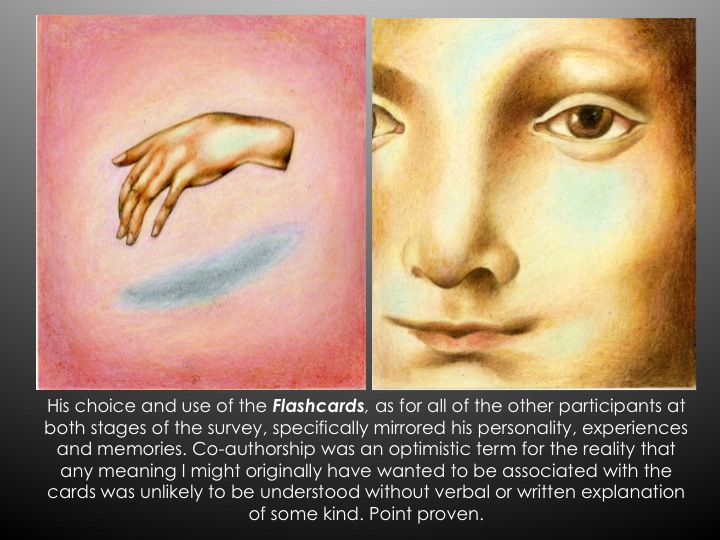 His choice and use of the Flashcards, as for all of the other participants at
both stages of the survey, specifically mirrored his personality, experiences
and memories. Co-authorship was an optimistic term for the reality that
any meaning I might originally have wanted to be associated with the
cards was unlikely to be understood without verbal or written explanation
of some kind. Point proven.